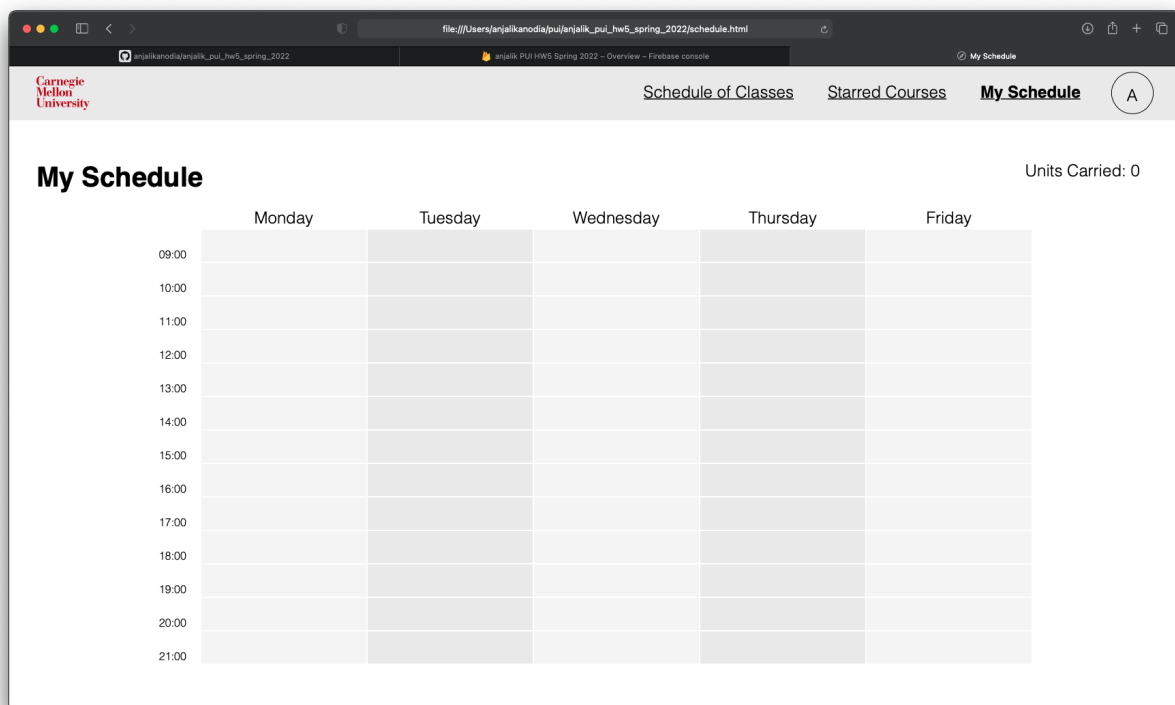 file:///Users/anjalikanodia/pui/anjalik_pui_hw5_spring_2022/schedule.html
anjalikanodia/anjalik_pui_hw5_spring_2022
anjalik PUI HW5 Spring 2022 – Overview – Firebase console
My Schedule
Carnegie
Mellon
University
Schedule of Classes
Starred Courses
My Schedule
A
My Schedule
Units Carried: 0
Monday Tuesday Wednesday Thursday Friday
09:00
10:00
11:00
12:00
13:00
14:00
15:00
16:00
17:00
18:00
19:00
20:00
21:00